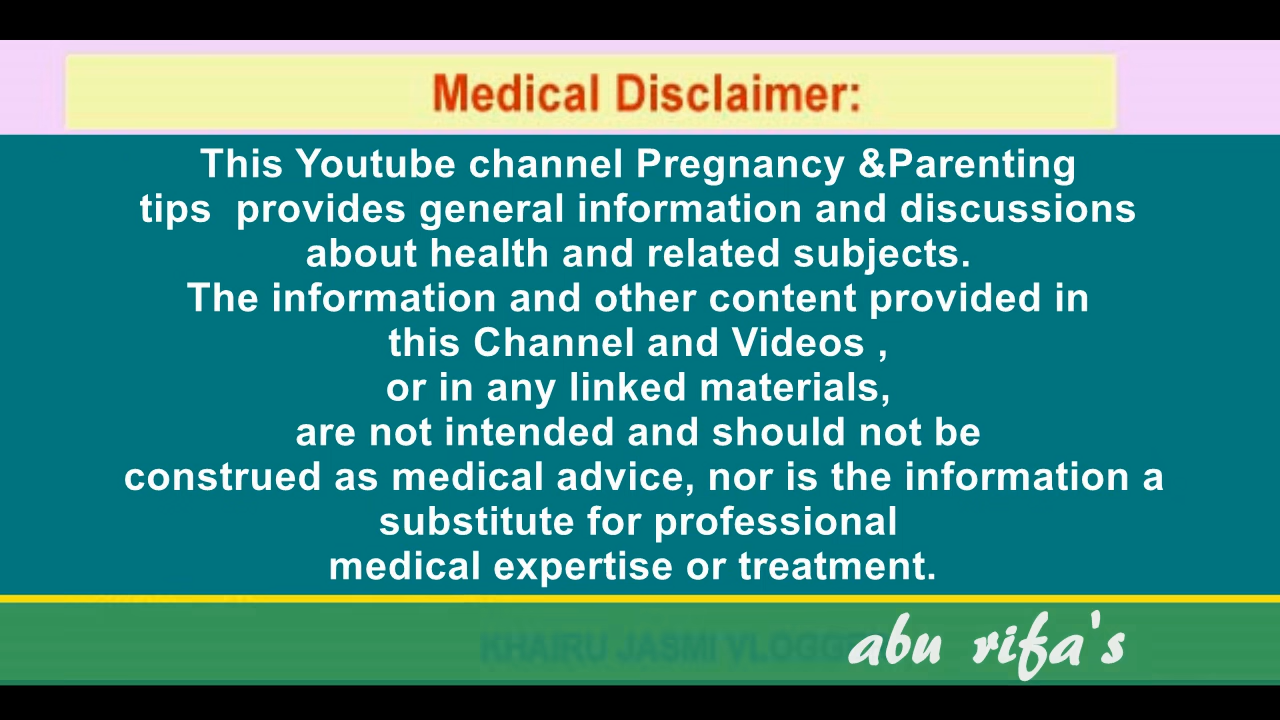 Medical Disclaimer:
This Youtube channel Pregnancy &Parenting
tips  provides general information and discussions
about health and related subjects.
The information and other content provided in
this Channel and Videos ,
or in any linked materials,
are not intended and should not be
construed as medical advice, nor is the information a
substitute for professional
medical expertise or treatment.
KHAIRU JASMI
abu rifa's